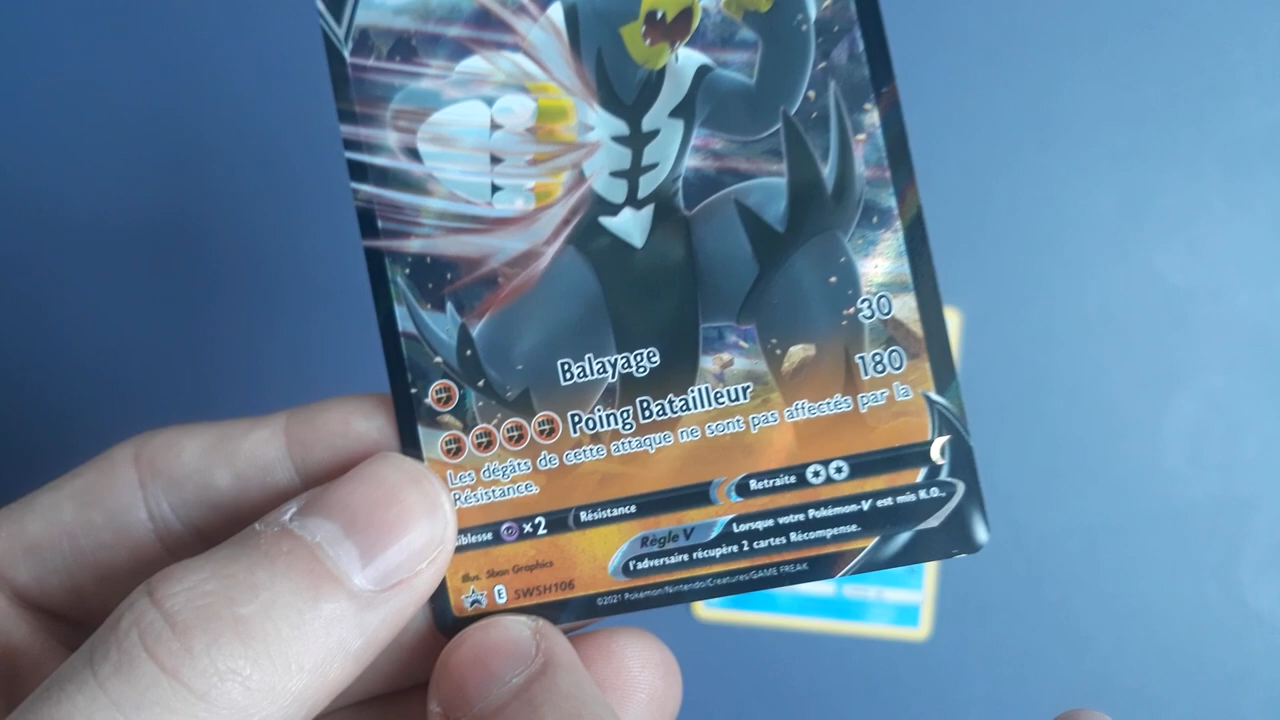 Balayage 30
Poing Batailleur 180
Les dégâts de cette attaque ne sont pas affectés par la
Résistance.
iblesse ×2 Résistance Retraite
Règle V Lorsque votre Pokémon-V est mis K.O.,
l'adversaire récupère 2 cartes Récompense.
Illus. 5ban Graphics
E SWSH106
©2021 Pokémon/Nintendo/Creatures/GAME FREAK